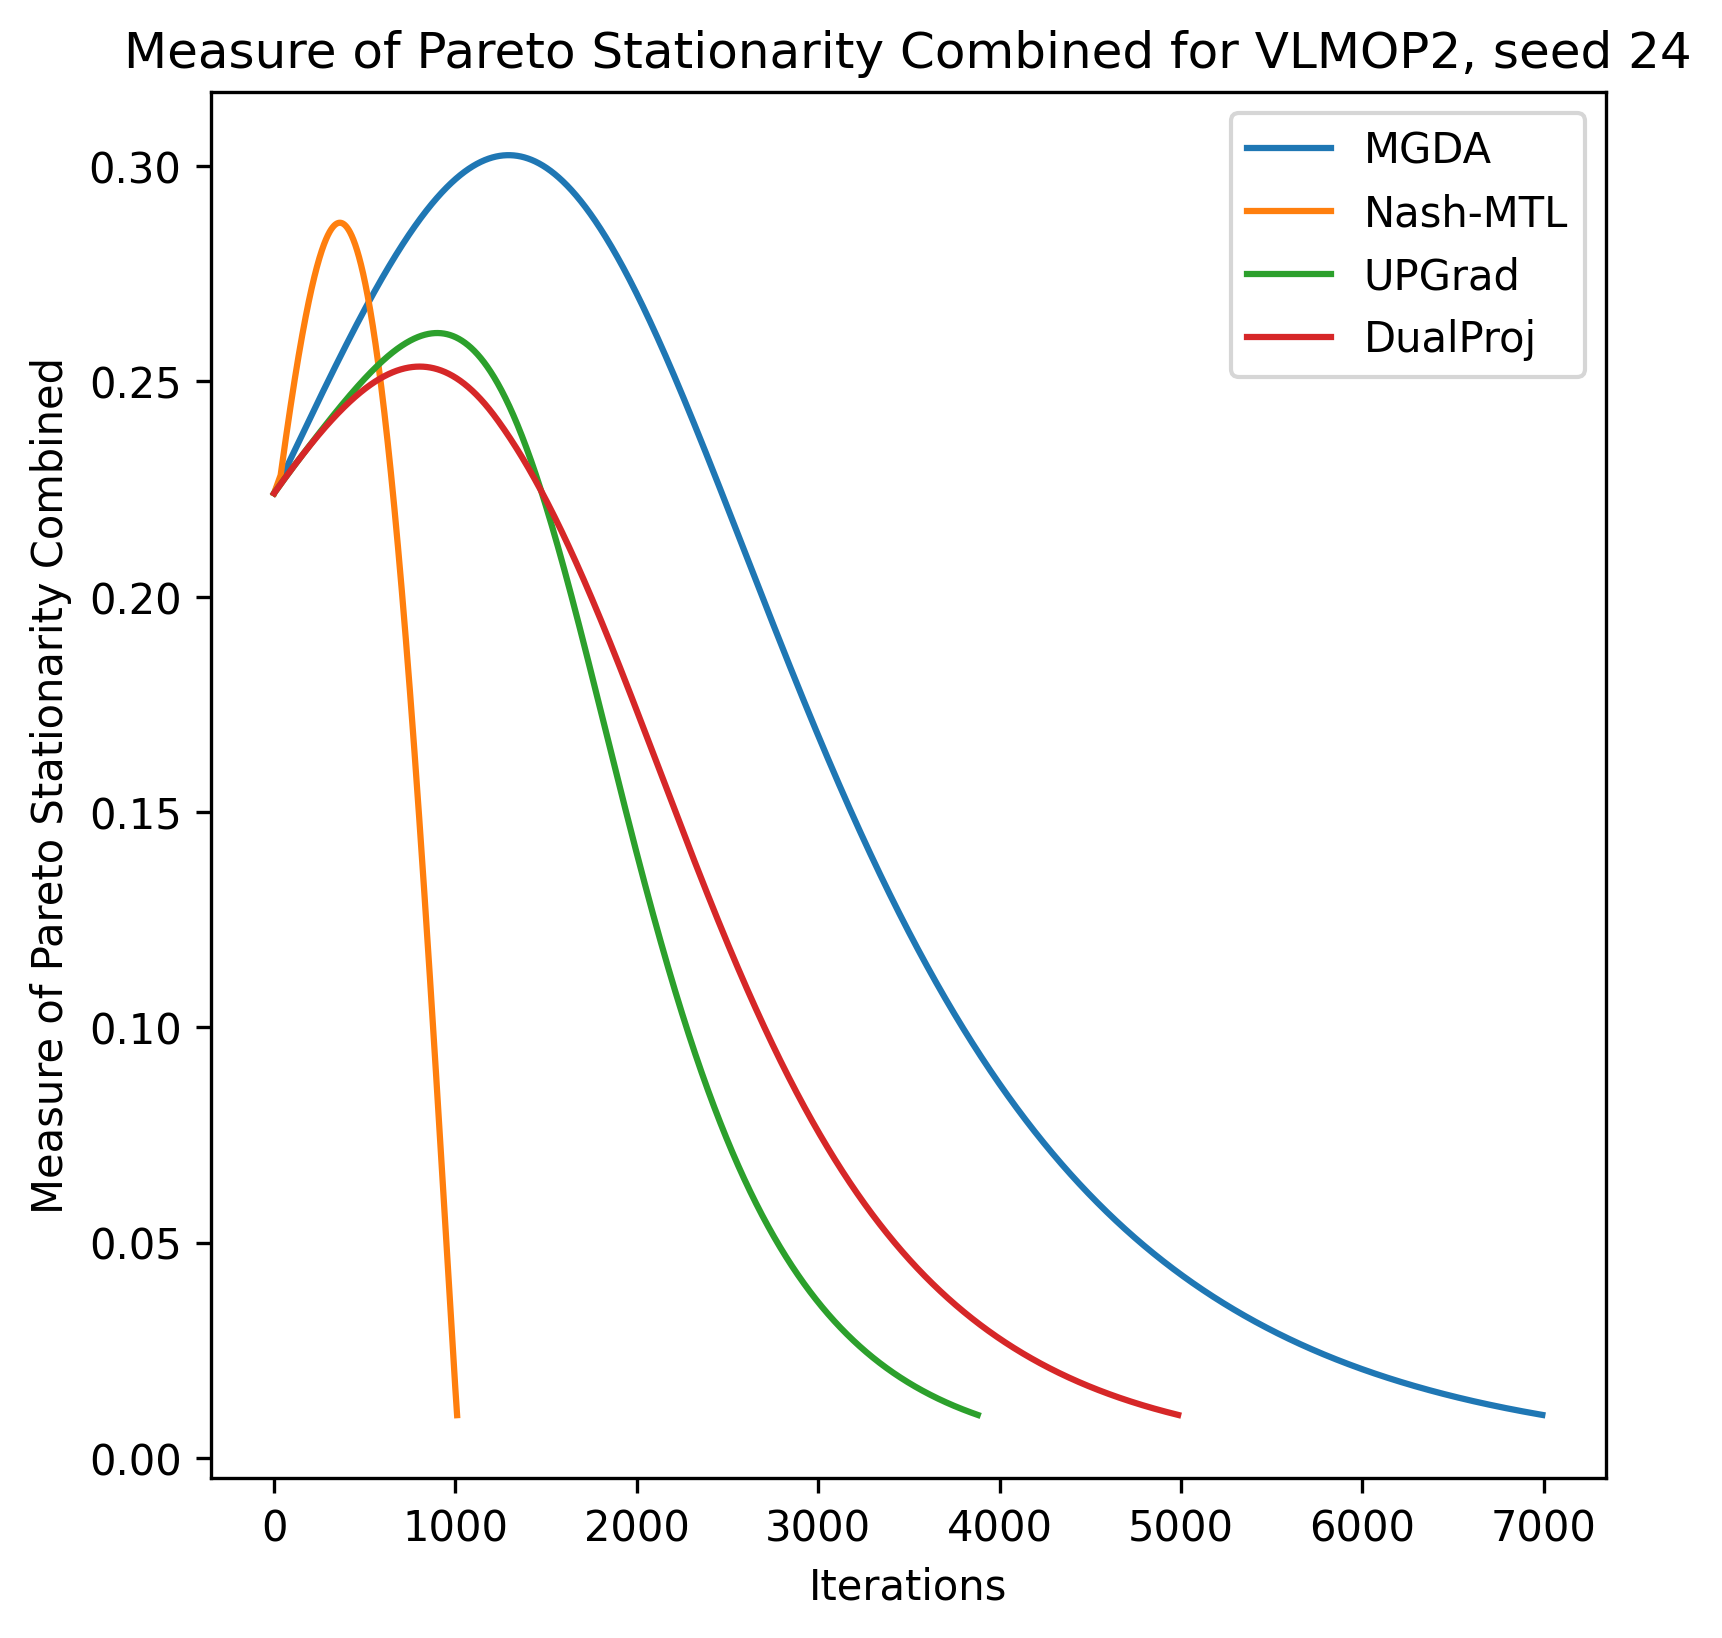 Measure of Pareto Stationarity Combined for VLMOP2, seed 24
MGDA
Nash-MTL
UPGrad
DualProj
Measure of Pareto Stationarity Combined
0.30
0.25
0.20
0.15
0.10
0.05
0.00
0 1000 2000 3000 4000 5000 6000 7000
Iterations